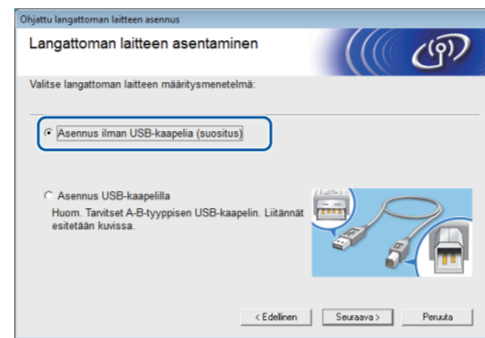 Ohjattu langattoman laitteen asennus
Langattoman laitteen asentaminen
Valitse langattoman laitteen määritysmenetelmä:
Asennus ilman USB-kaapelia (suositus)
Asennus USB-kaapelilla
Huom. Tarvitset A-B-tyyppisen USB-kaapelin. Liitännät
esitetään kuvissa.
< Edellinen
Seuraava >
Peruuta